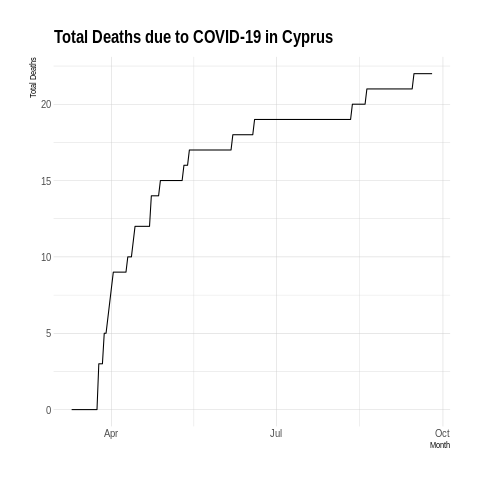 Total Deaths due to COVID-19 in Cyprus
Total Deaths
20
15
10
5
0
Apr
Jul
Oct
Month